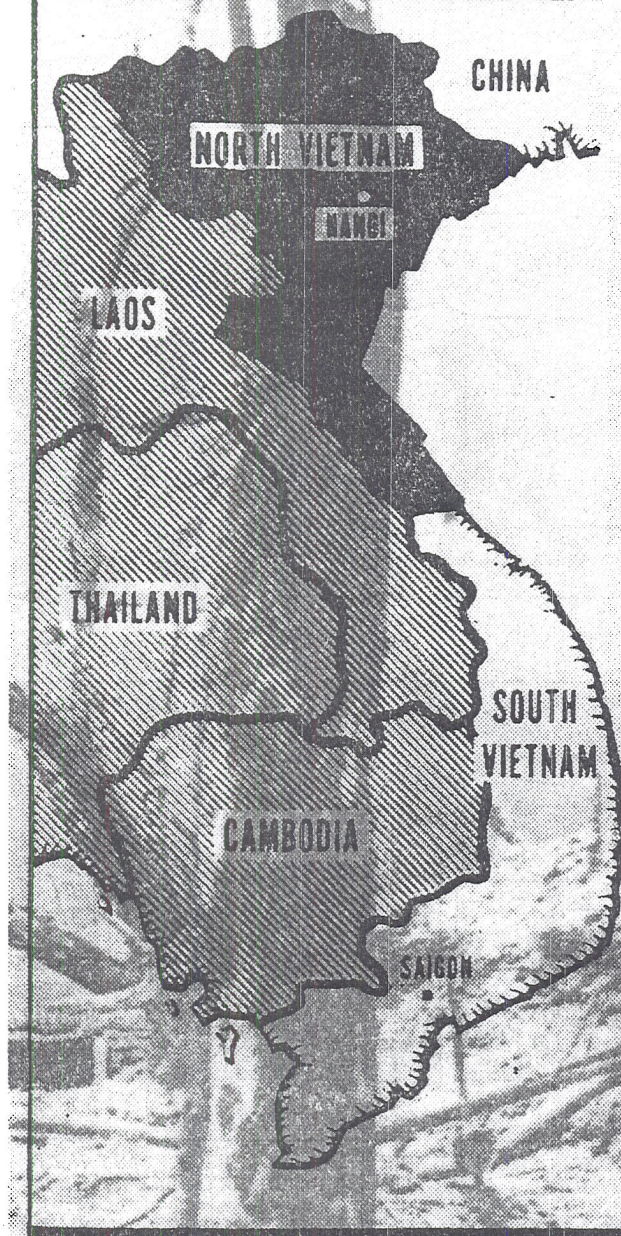 CHINA
NORTH VIETNAM
HANOI
LAOS
THAILAND
SOUTH
VIETNAM
CAMBODIA
SAIGON